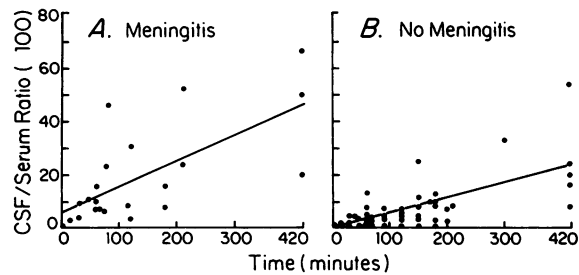 A. Meningitis
B. No Meningitis
CSF/Serum Ratio ( 100)
80
60
40
20
0
0 100 200 300 420
0 100 200 300 420
Time (minutes)